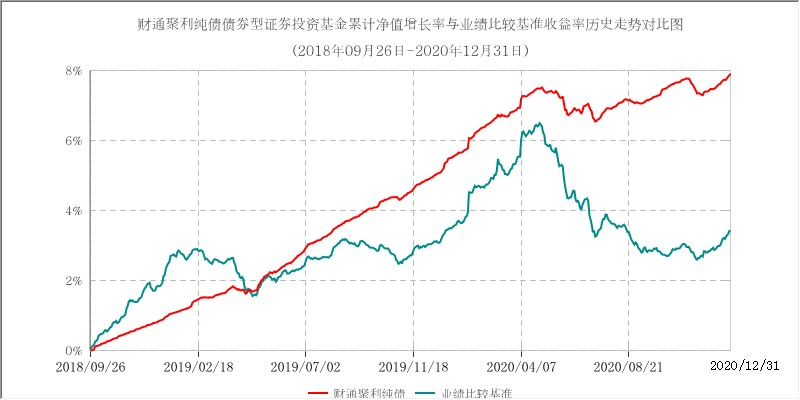 财通聚利纯债债券型证券投资基金累计净值增长率与业绩比较基准收益率历史走势对比图
(2018年09月26日-2020年12月31日)
8%
6%
4%
2%
0%
2018/09/26 2019/02/18 2019/07/02 2019/11/18 2020/04/07 2020/08/21 2020/12/31
财通聚利纯债 业绩比较基准